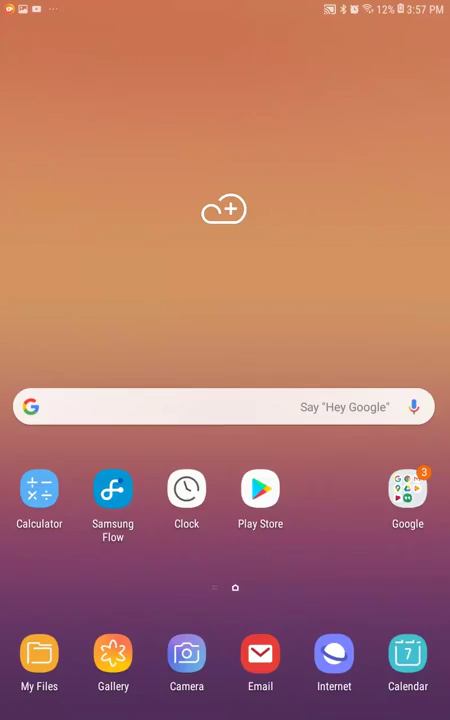 12% 3:57 PM
Say "Hey Google"
3
Calculator
Samsung Flow
Clock
Play Store
Google
7
My Files
Gallery
Camera
Email
Internet
Calendar